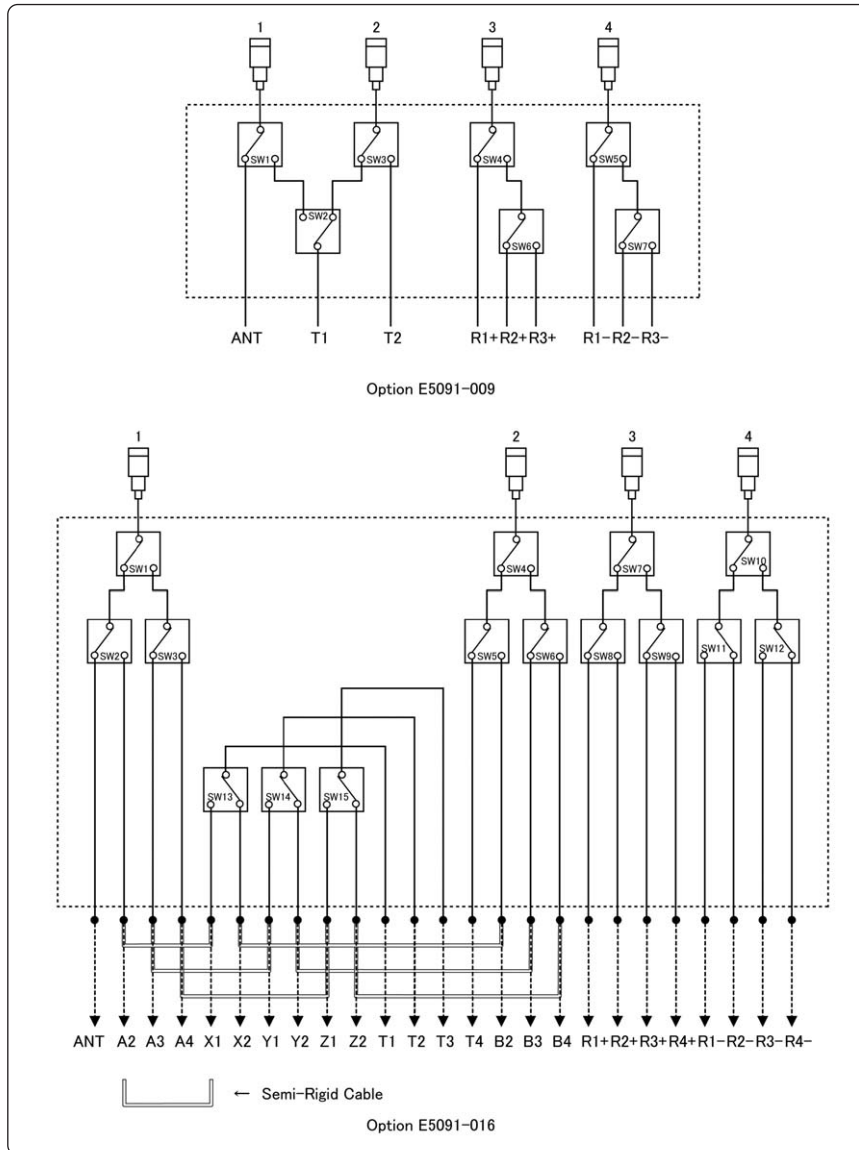 1 2 3 4
SW1 SW3 SW4 SW5
SW2 SW6 SW7
ANT T1 T2 R1+ R2+ R3+ R1- R2- R3-
Option E5091-009
1 2 3 4
SW1 SW4 SW7 SW10
SW2 SW3 SW5 SW6 SW8 SW9 SW11 SW12
SW13 SW14 SW15
ANT A2 A3 A4 X1 X2 Y1 Y2 Z1 Z2 T1 T2 T3 T4 B2 B3 B4 R1+ R2+ R3+ R4+ R1- R2- R3- R4-
← Semi-Rigid Cable
Option E5091-016